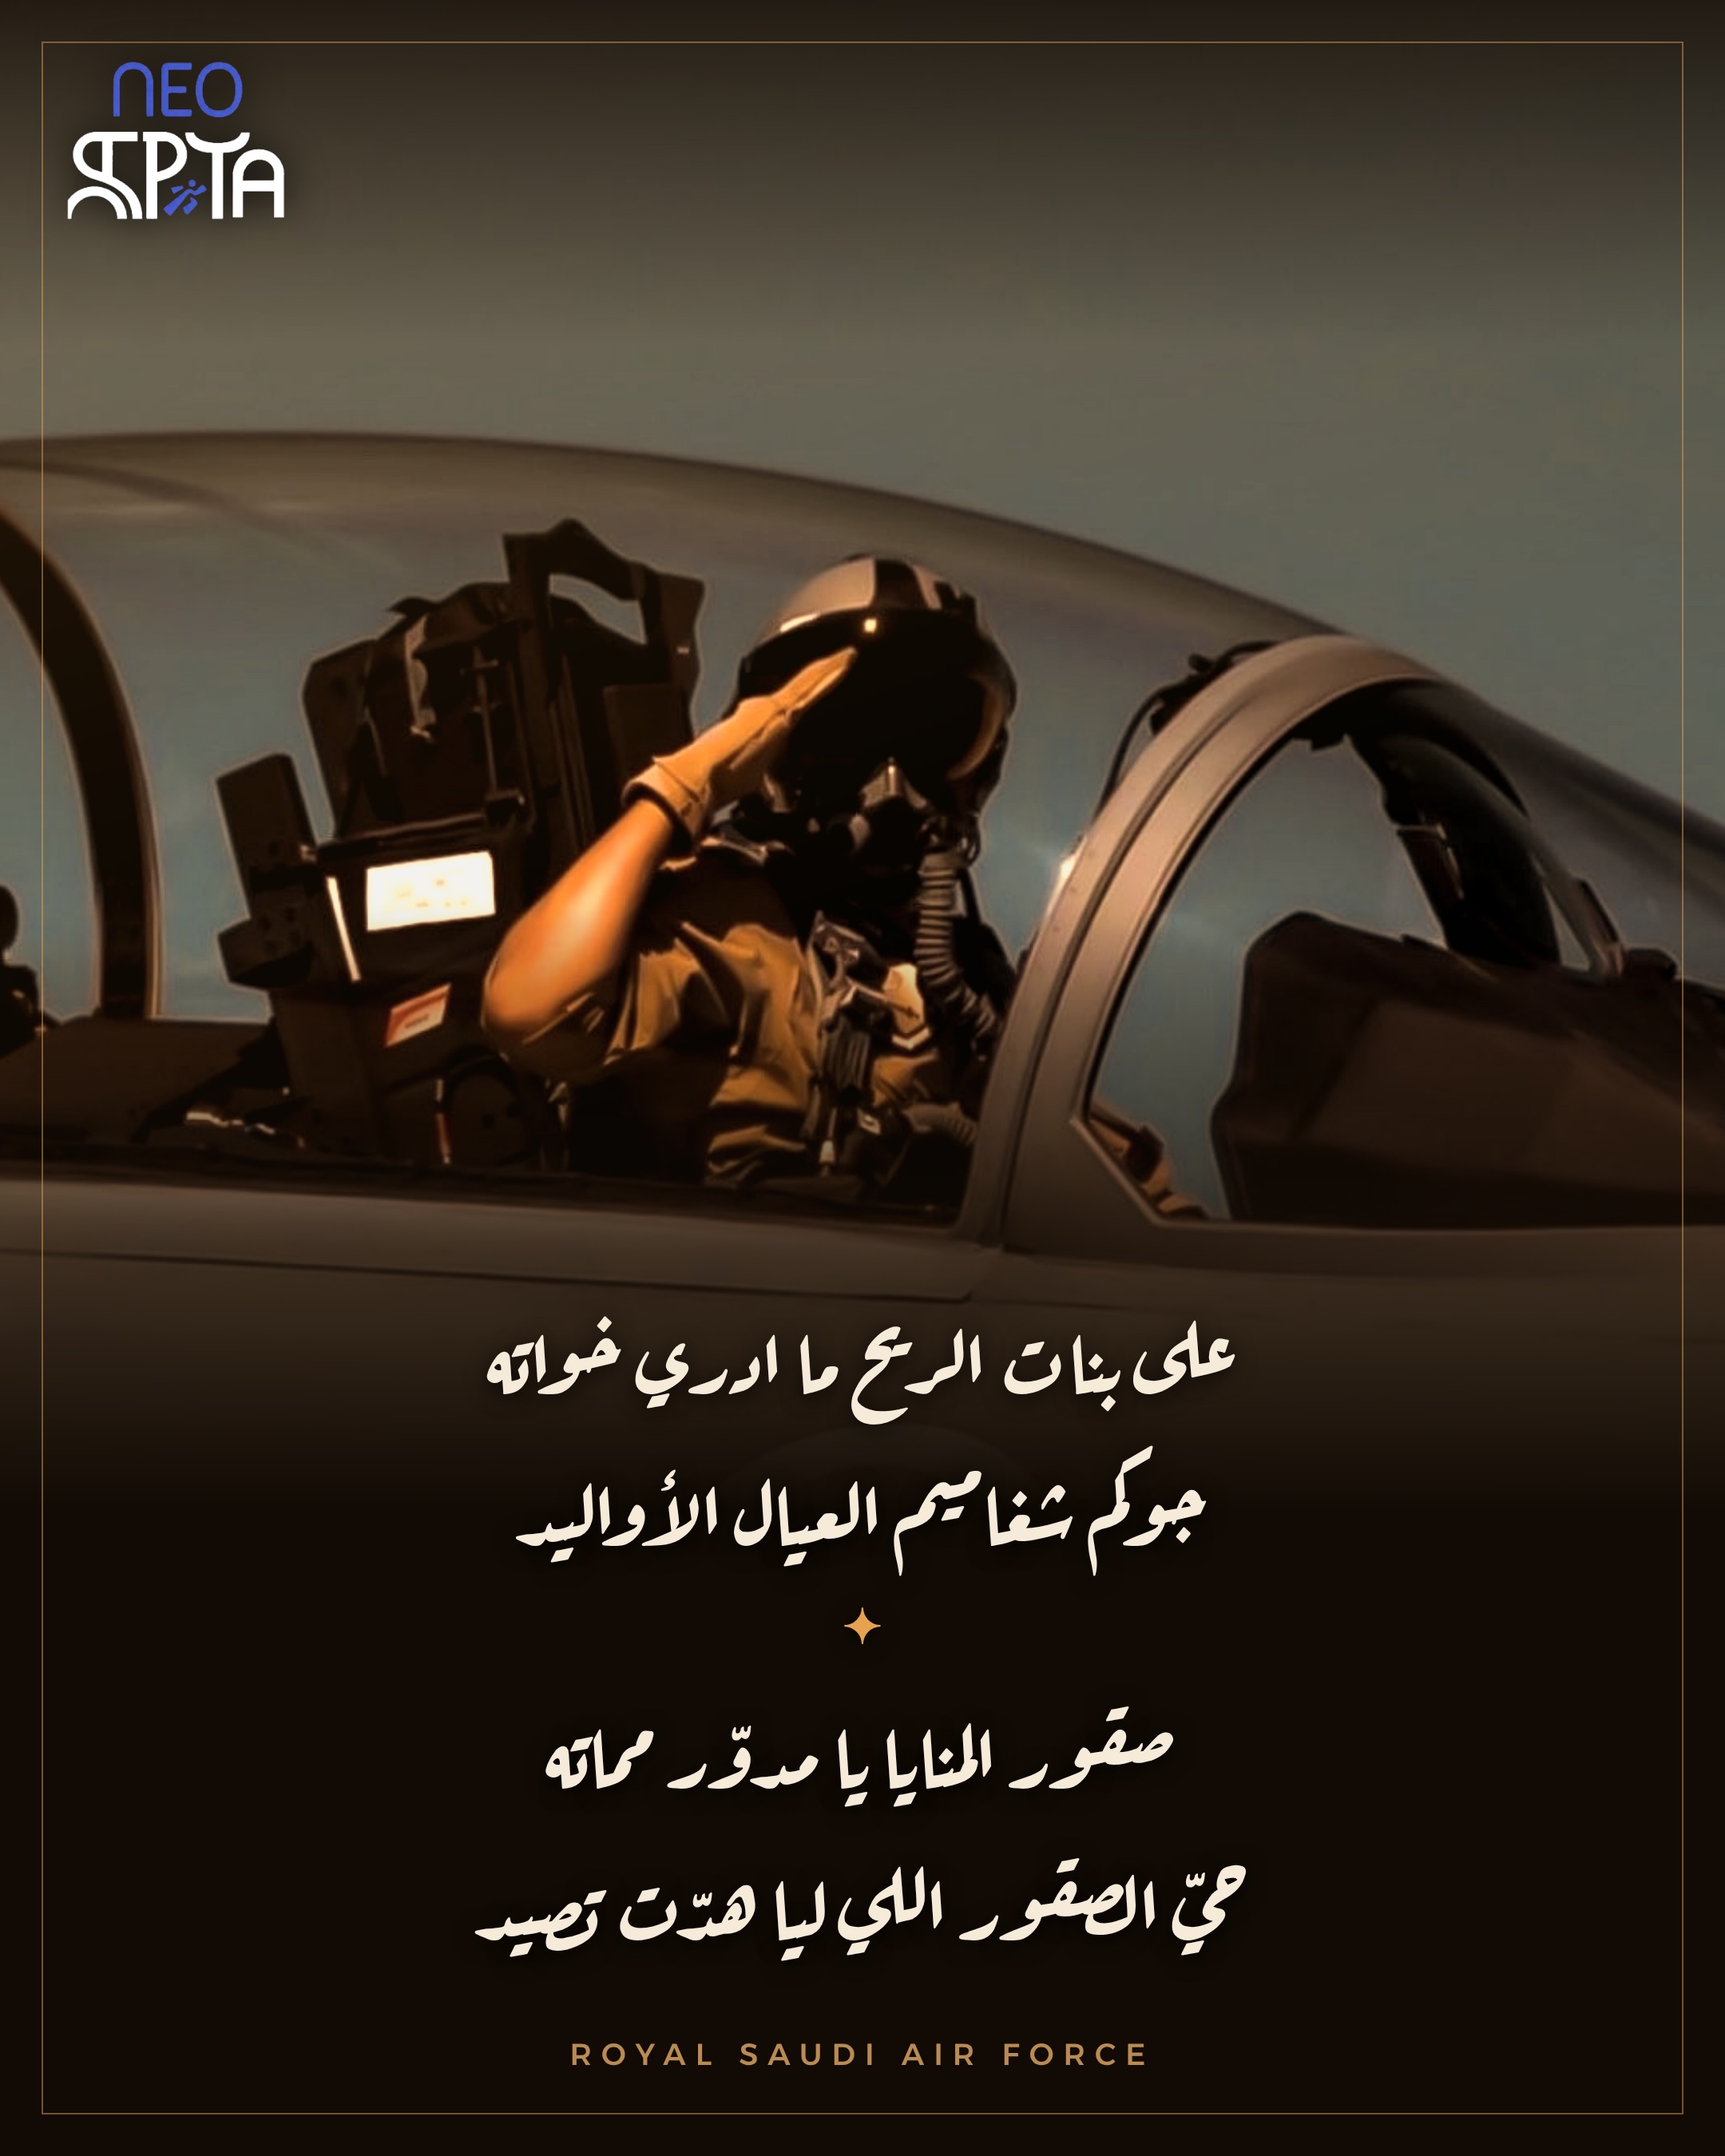 NEO
SPTA
على بنات الريح ما ادري خواته
جوكم شغاميم العيال الأواليد
صقور المنايا يا مدوّر مماته
حيّ الصقور اللي ليا هدّت تصيد
ROYAL SAUDI AIR FORCE